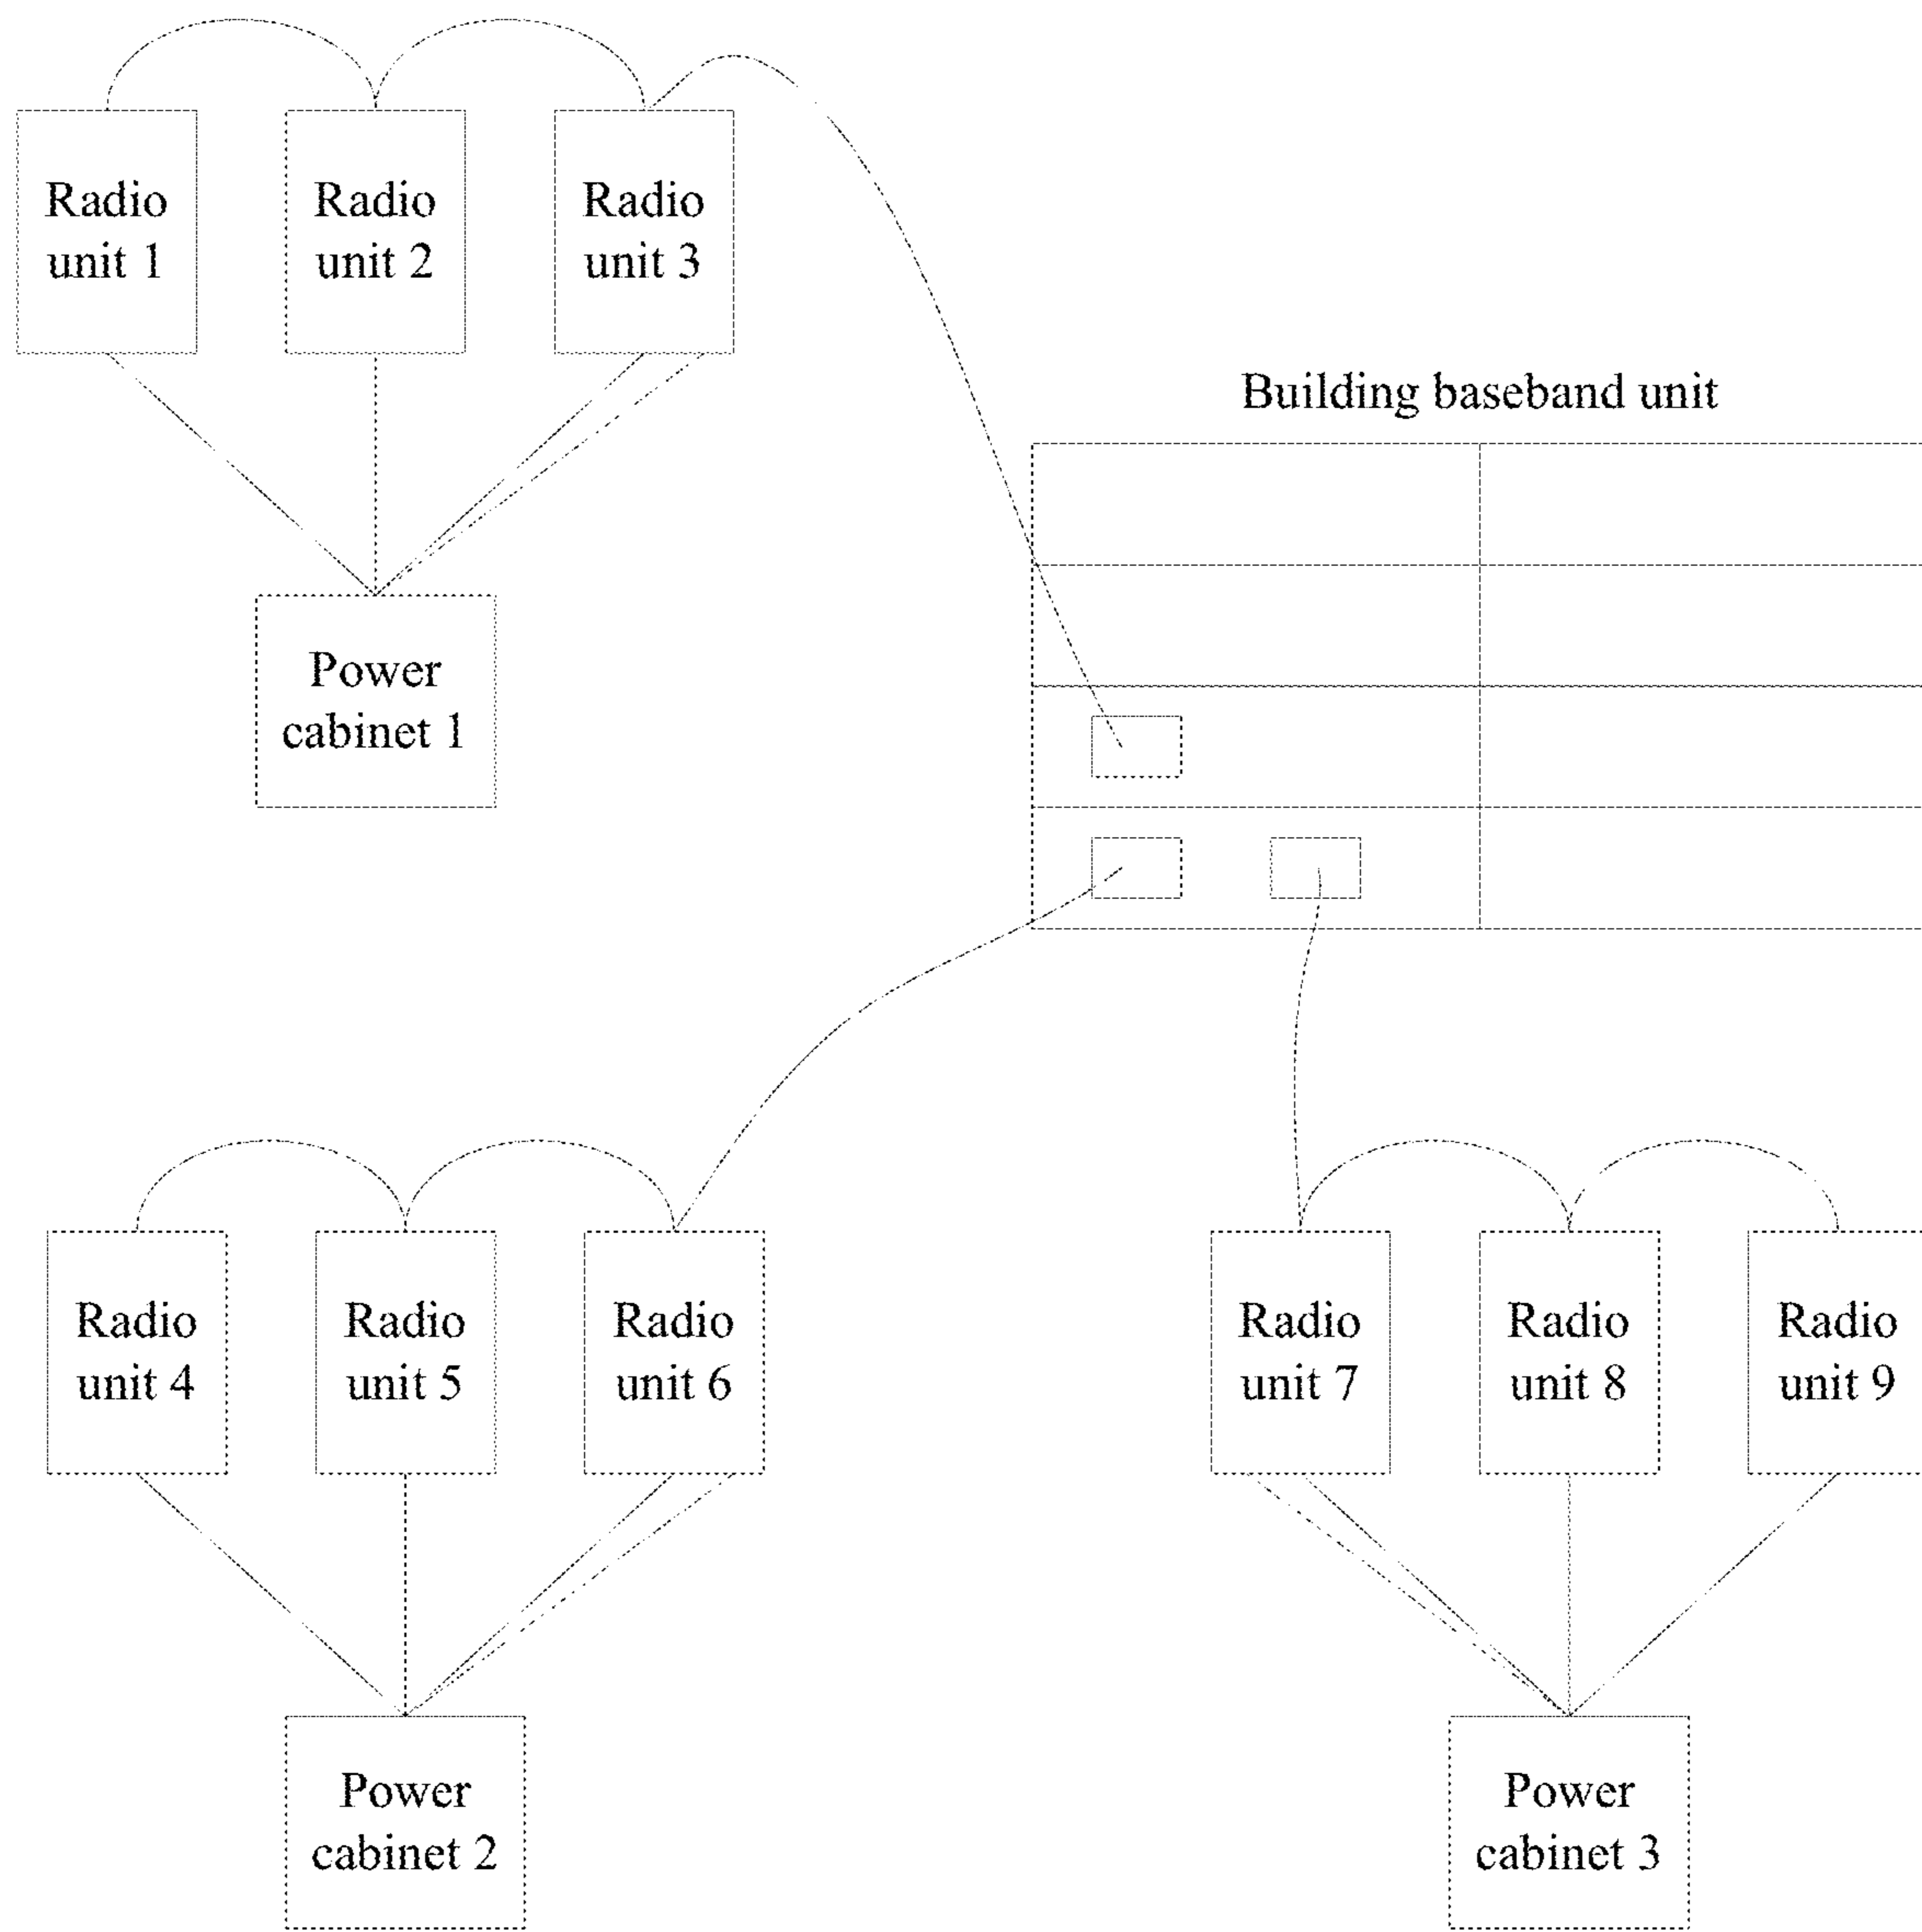 Radio
unit 1
Radio
unit 2
Radio
unit 3
Building baseband unit
Power
cabinet 1
Radio
unit 4
Radio
unit 5
Radio
unit 6
Radio
unit 7
Radio
unit 8
Radio
unit 9
Power
cabinet 2
Power
cabinet 3